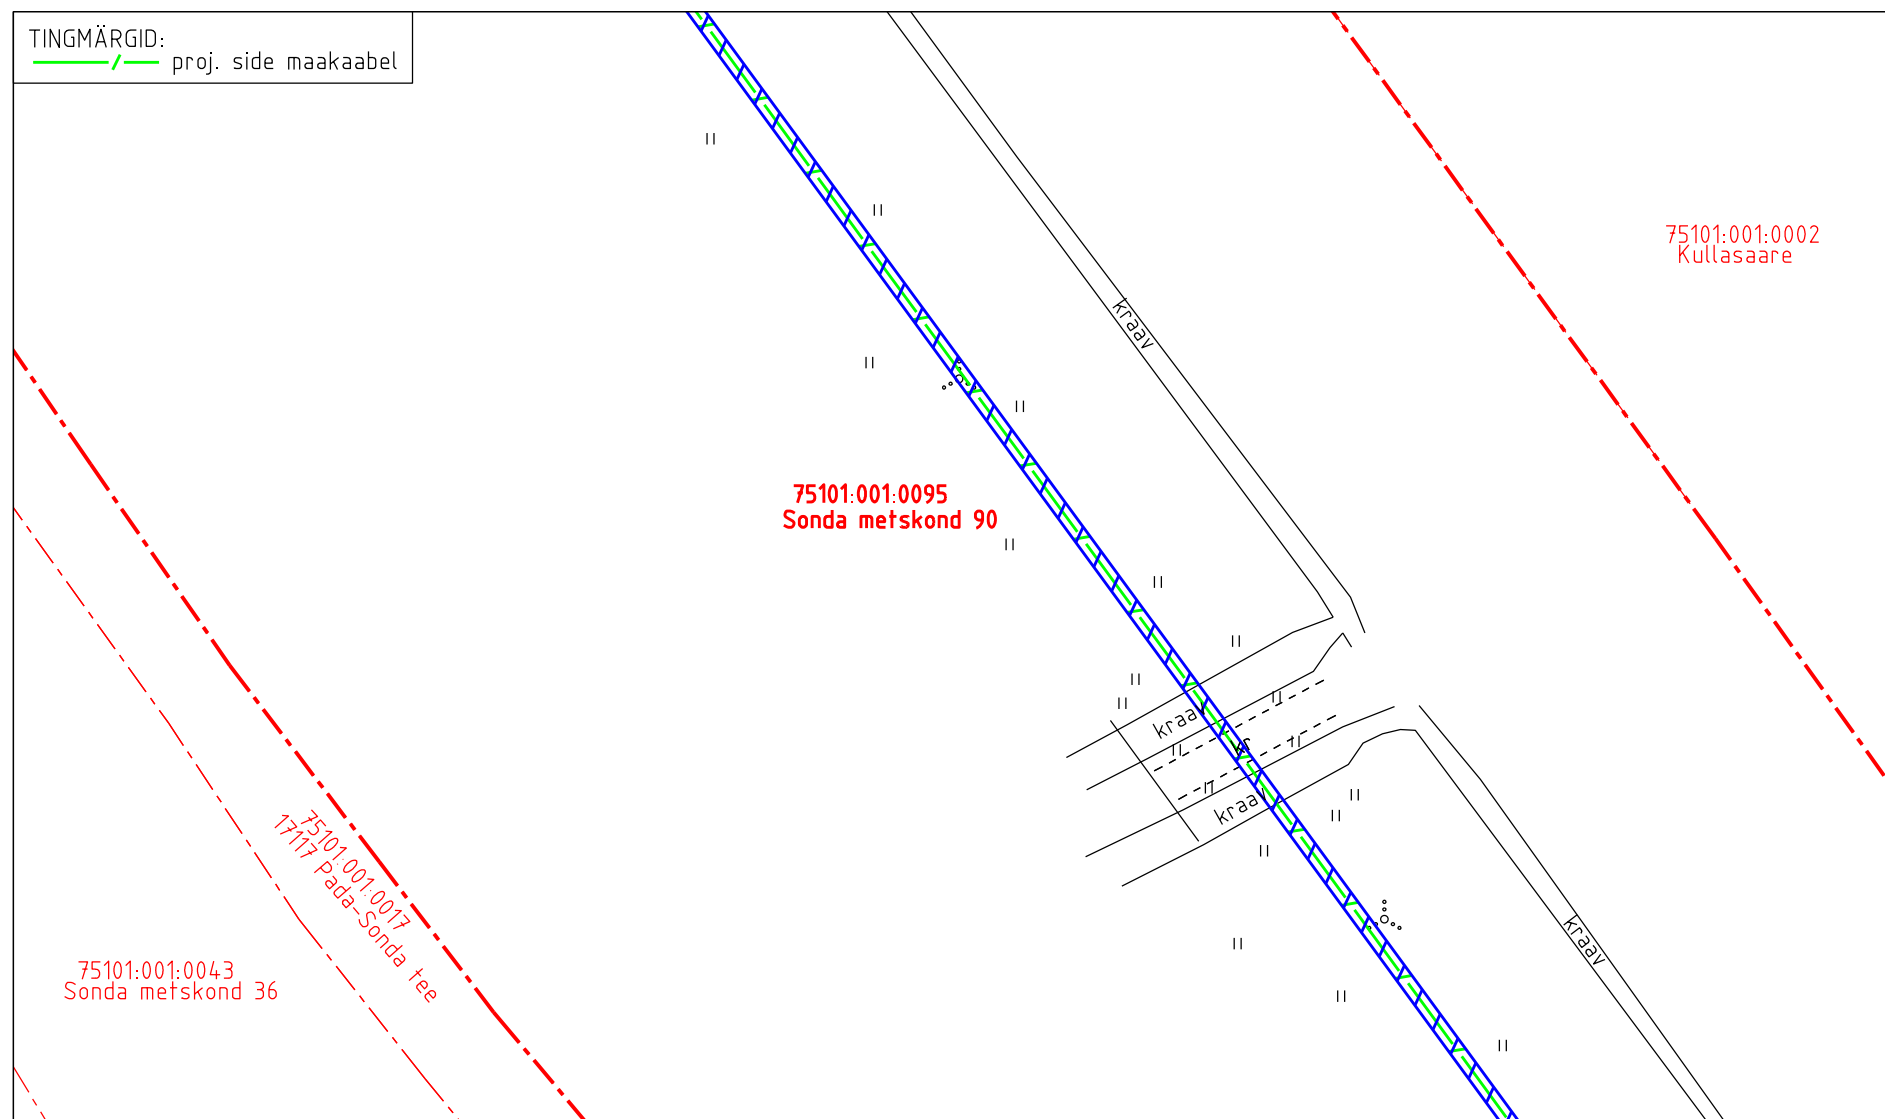 TINGMÄRGID:
proj. side maakaabel
75101:001:0002
Kullasaare
kraav
75101:001:0095
Sonda metskond 90
kraav
kr
kraav
kraav
75101:001:0017
17117 Pada-Sonda tee
75101:001:0043
Sonda metskond 36